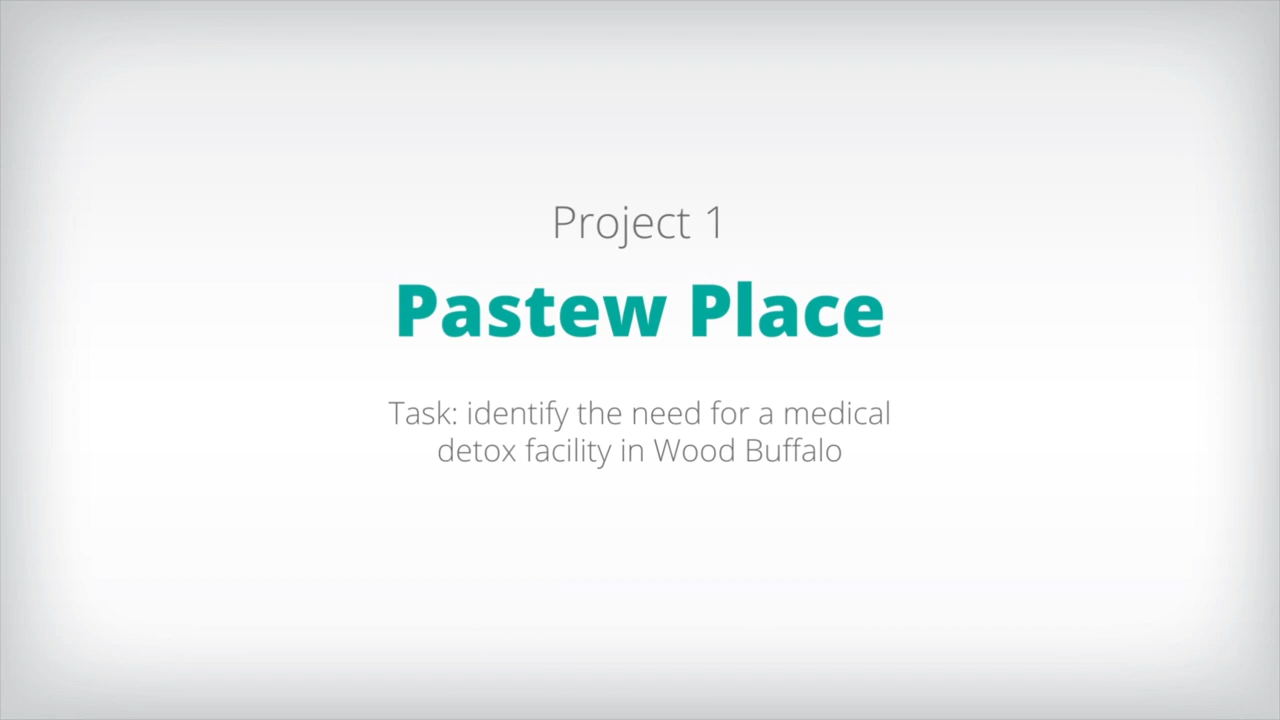 Project 1
Pastew Place
Task: identify the need for a medical
detox facility in Wood Buffalo